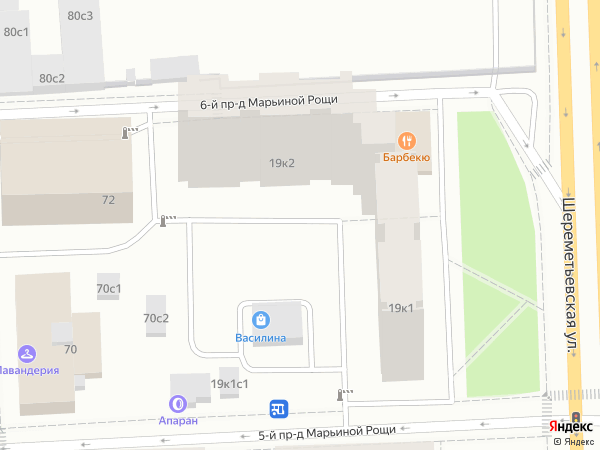 80с3
80с1
80с2
6-й пр-д Марьиной Рощи
Барбекю
19к2
72
Шереметьевская ул.
70с1
70с2
19к1
Василина
70
Лавандерия
19к1с1
Апаран
5-й пр-д Марьиной Рощи
Яндекс
© Яндекс